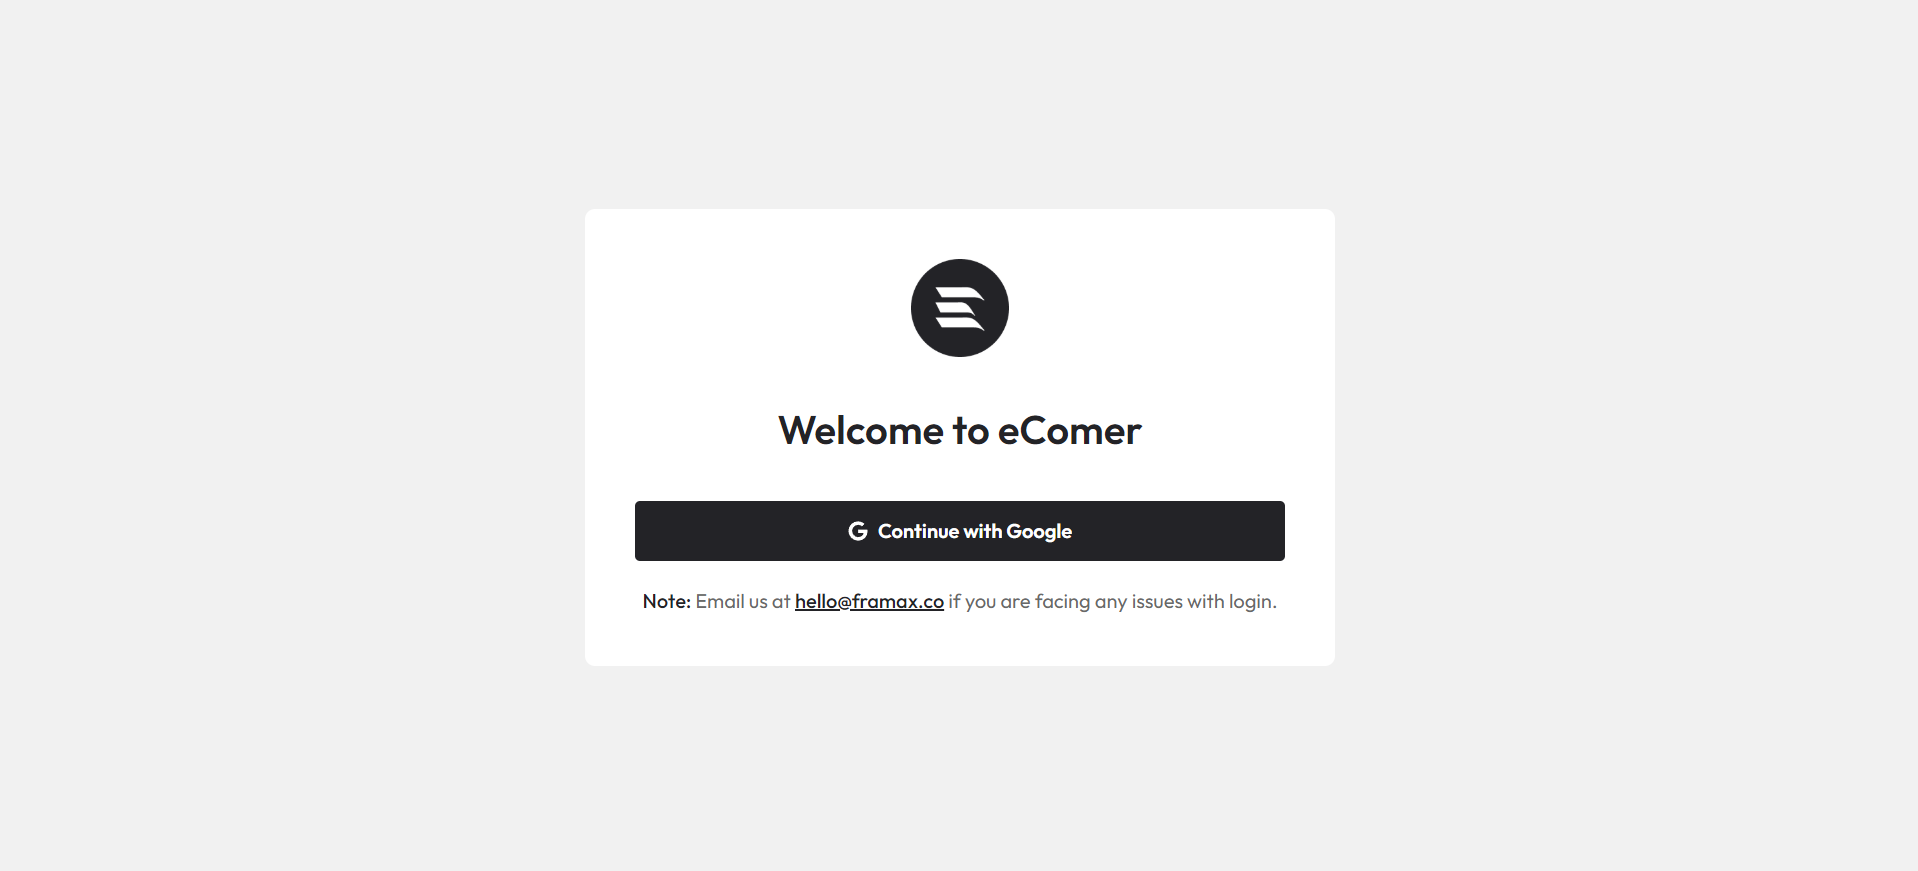 Welcome to eComer
Continue with Google
Note: Email us at hello@framax.co if you are facing any issues with login.